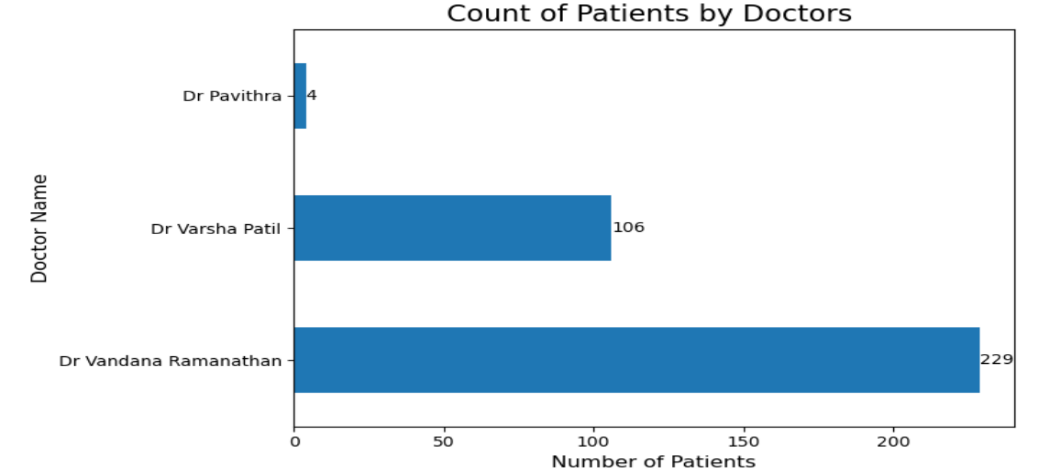 Count of Patients by Doctors
Dr Pavithra
4
Dr Varsha Patil
106
Dr Vandana Ramanathan
229
Doctor Name
0 50 100 150 200
Number of Patients